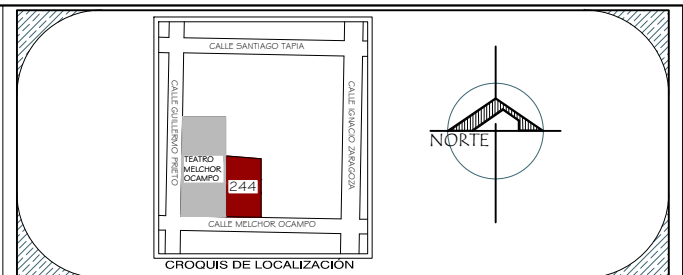 CALLE SANTIAGO TAPIA
CALLE GUILLERMO PRIETO
CALLE IGNACIO ZARAGOZA
TEATRO
MELCHOR
OCAMPO
244
CALLE MELCHOR OCAMPO
CROQUIS DE LOCALIZACIÓN
NORTE